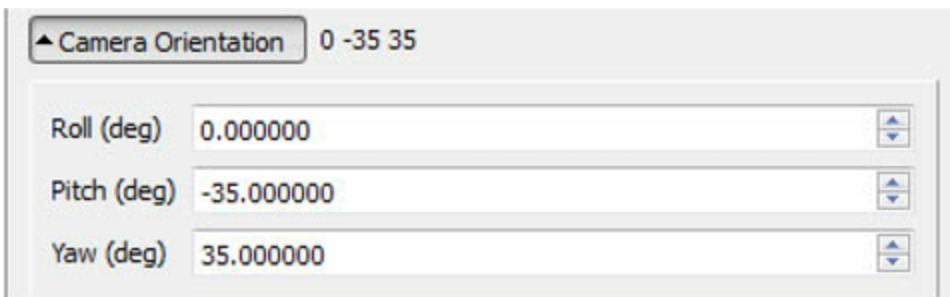 Camera Orientation 0 -35 35
Roll (deg) 0.000000
Pitch (deg) -35.000000
Yaw (deg) 35.000000